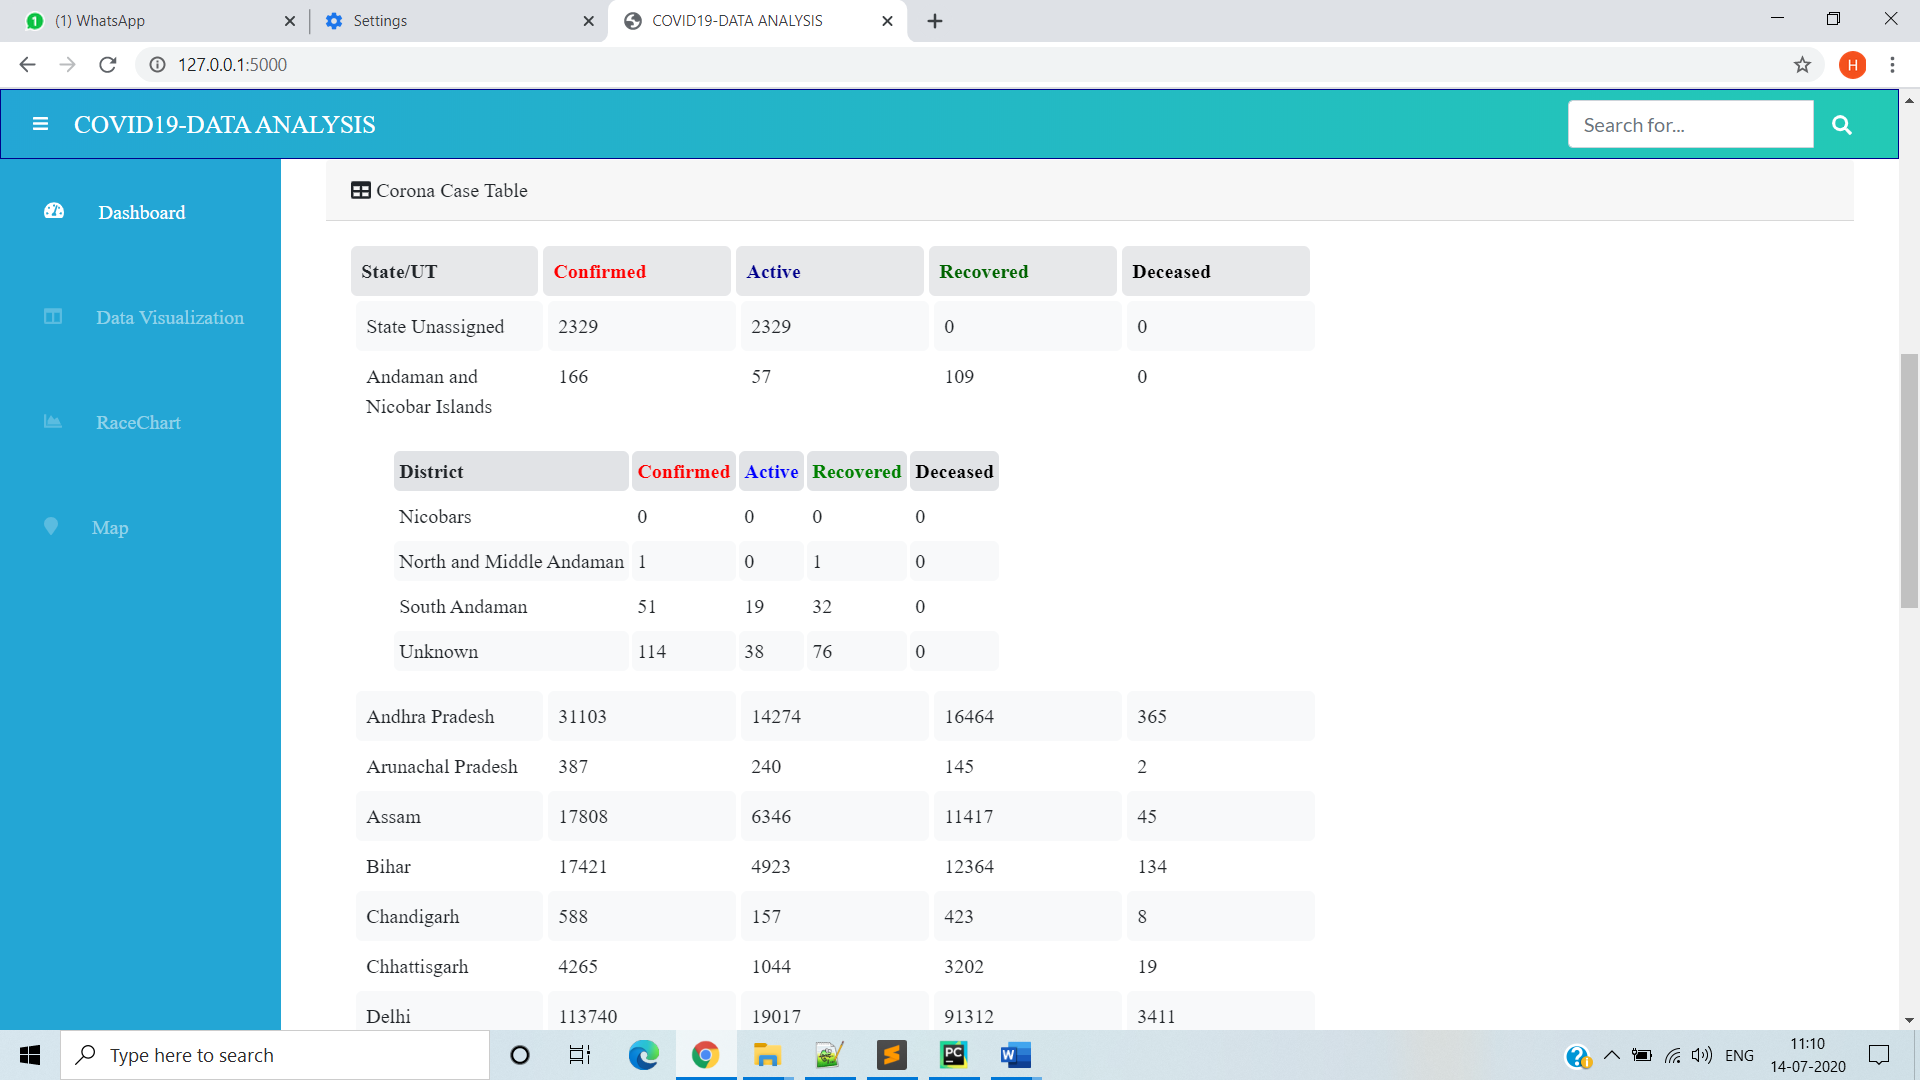 (1) WhatsApp
Settings
COVID19-DATA ANALYSIS
127.0.0.1:5000
H
COVID19-DATA ANALYSIS
Search for...
Dashboard
Data Visualization
RaceChart
Map
Corona Case Table
State/UT Confirmed Active Recovered Deceased
State Unassigned 2329 2329 0 0
Andaman and 166 57 109 0
Nicobar Islands
District Confirmed Active Recovered Deceased
Nicobars 0 0 0 0
North and Middle Andaman 1 0 1 0
South Andaman 51 19 32 0
Unknown 114 38 76 0
Andhra Pradesh 31103 14274 16464 365
Arunachal Pradesh 387 240 145 2
Assam 17808 6346 11417 45
Bihar 17421 4923 12364 134
Chandigarh 588 157 423 8
Chhattisgarh 4265 1044 3202 19
Delhi 113740 19017 91312 3411
Type here to search
PC
W
ENG
11:10
14-07-2020